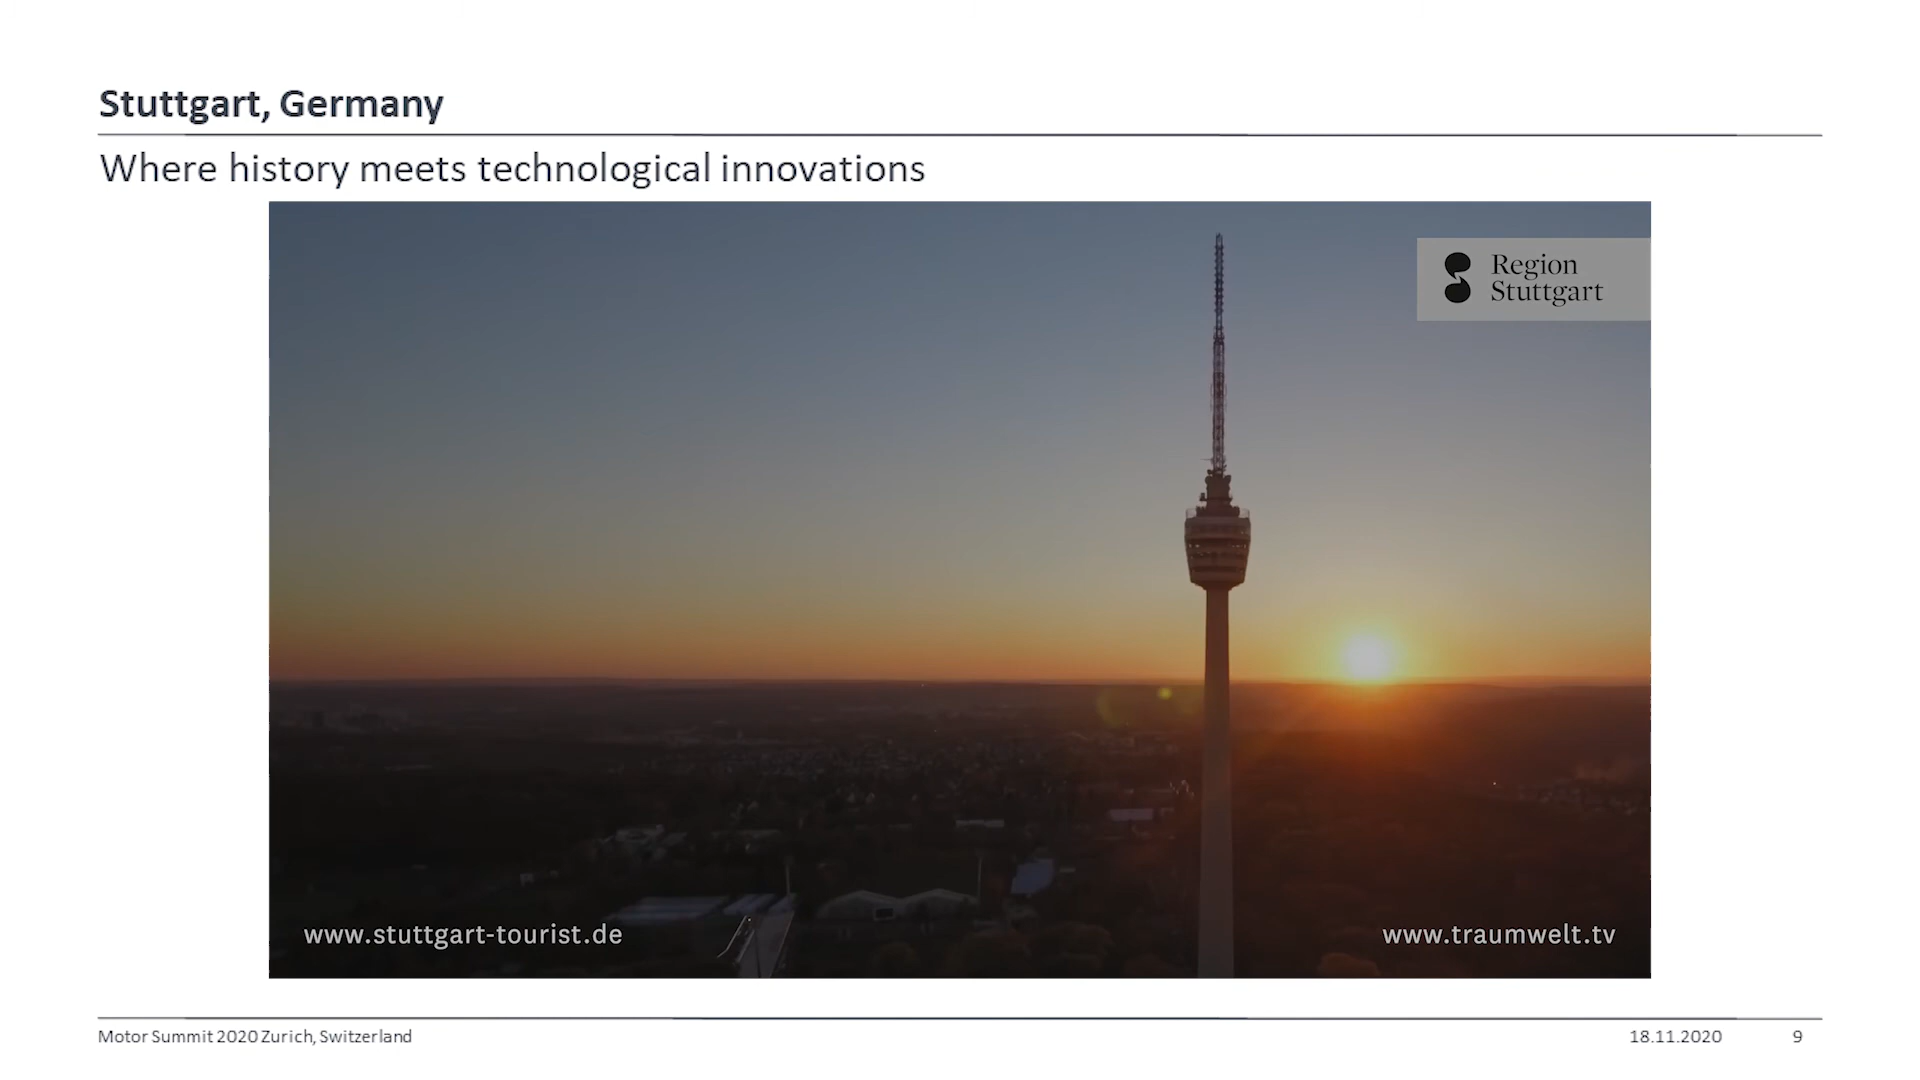 Stuttgart, Germany
Where history meets technological innovations
Region
Stuttgart
www.stuttgart-tourist.de
www.traumwelt.tv
Motor Summit 2020 Zurich, Switzerland
18.11.2020
9